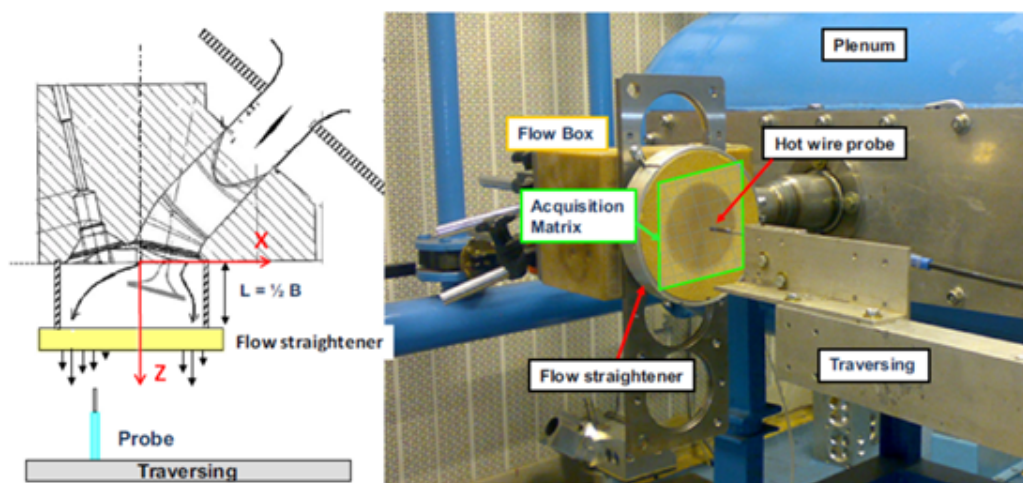 X
L = ½ B
Flow straightener
Z
Probe
Traversing
Plenum
Flow Box
Hot wire probe
Acquisition
Matrix
Flow straightener
Traversing